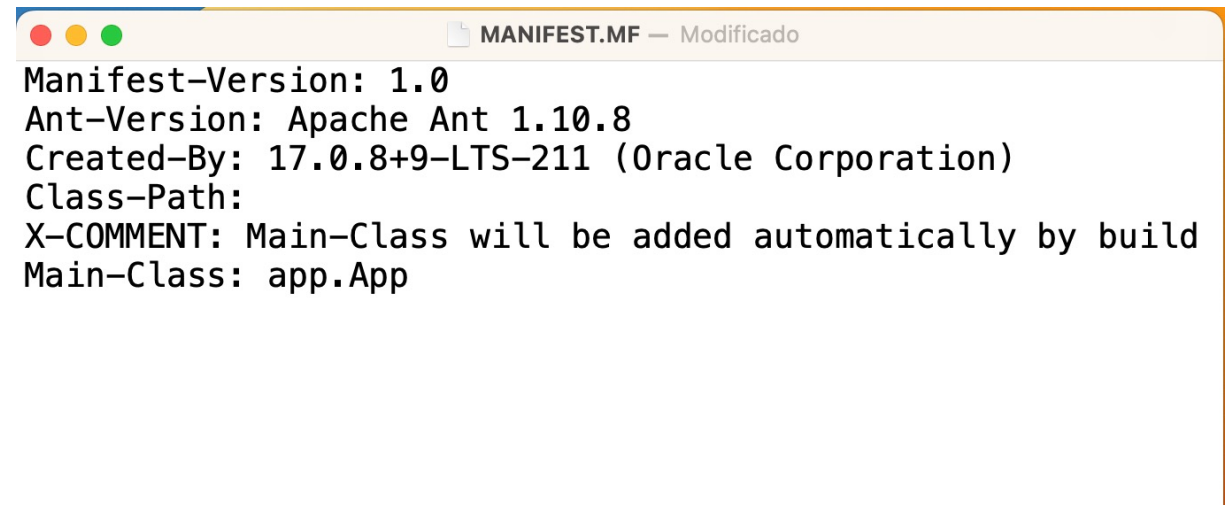 MANIFEST.MF — Modificado
Manifest-Version: 1.0
Ant-Version: Apache Ant 1.10.8
Created-By: 17.0.8+9-LTS-211 (Oracle Corporation)
Class-Path:
X-COMMENT: Main-Class will be added automatically by build
Main-Class: app.App